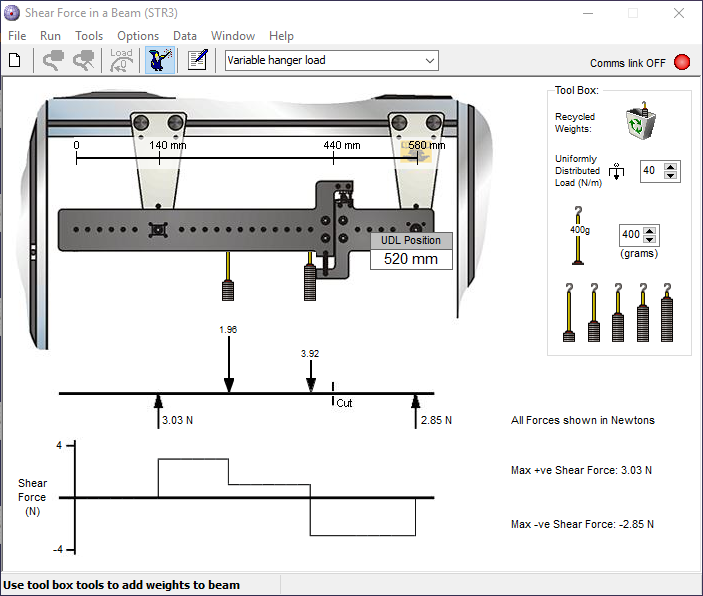 Shear Force in a Beam (STR3)
File Run Tools Options Data Window Help
Load
Variable hanger load
Comms link OFF
Tool Box:
Recycled
Weights:
Uniformly
Distributed
Load (N/m)
40
400g
400
(grams)
0 140 mm 440 mm 580 mm
UDL Position
520 mm
1.96
3.92
Cut
3.03 N
2.85 N
All Forces shown in Newtons
4
Shear
Force
(N)
-4
Max +ve Shear Force: 3.03 N
Max -ve Shear Force: -2.85 N
Use tool box tools to add weights to beam